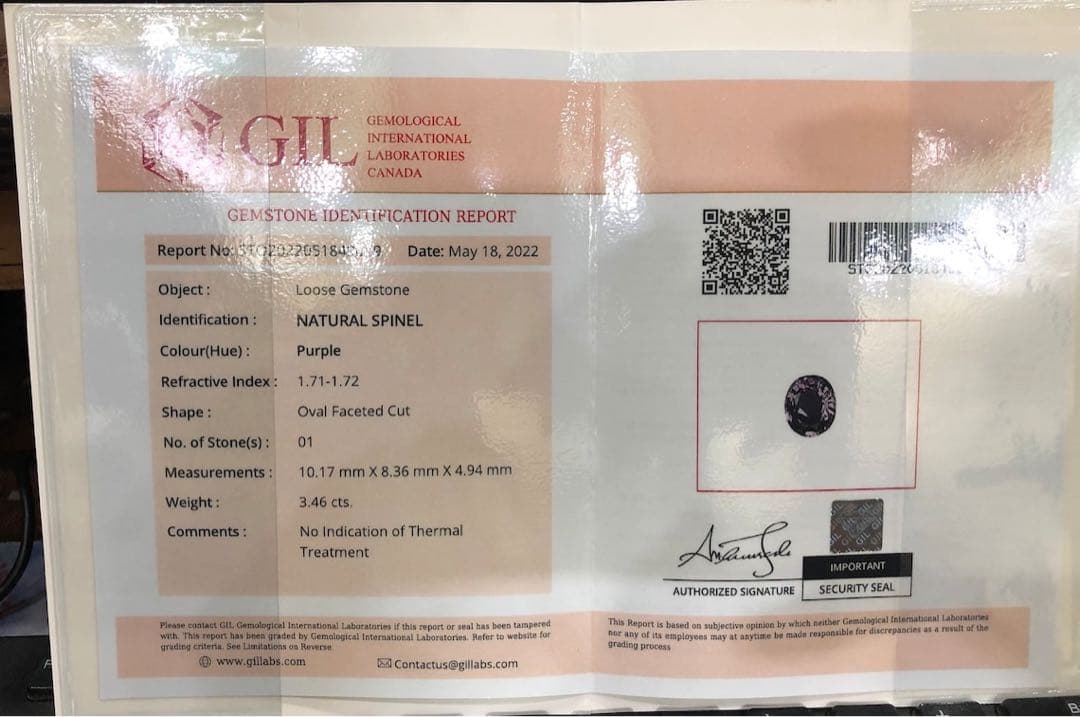 GIL
GEMOLOGICAL
INTERNATIONAL
LABORATORIES
CANADA
GEMSTONE IDENTIFICATION REPORT
Report No: Date: May 18, 2022
Object : Loose Gemstone
Identification : NATURAL SPINEL
Colour(Hue) : Purple
Refractive Index : 1.71-1.72
Shape : Oval Faceted Cut
No. of Stone(s) : 01
Measurements : 10.17 mm X 8.36 mm X 4.94 mm
Weight : 3.46 cts.
Comments : No Indication of Thermal
Treatment
Please contact GIL Gemological International Laboratories if this report or seal has been tampered
with. This report has been graded by Gemological International Laboratories. Refer to website for
grading criteria. See Limitations on Reverse
www.gillabs.com Contactus@gillabs.com
AUTHORIZED SIGNATURE
GIL GIL GIL
IMPORTANT
SECURITY SEAL
This Report is based on subjective opinion by which neither Gemological International Laboratories
nor any of its employees may at anytime be made responsible for discrepancies as a result of the
grading process